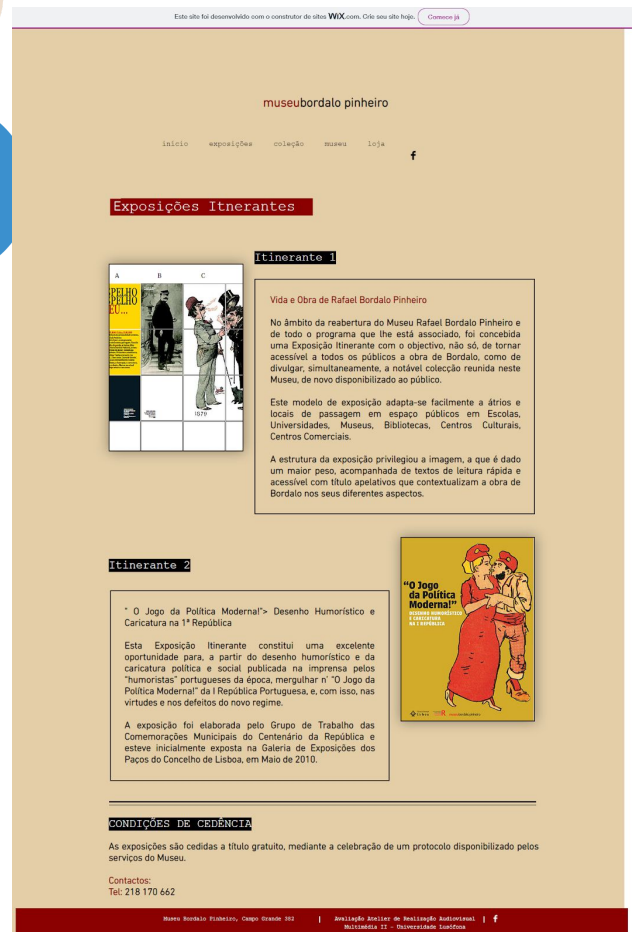 Este site foi desenvolvido com o construtor de sites WiX.com. Crie seu site hoje.
Comece já
museubordalo pinheiro
início exposições coleção museu loja
f
Exposições Itnerantes
Itinerante 1
A B C
PELHO
PELHO
EU...
1879
Vida e Obra de Rafael Bordalo Pinheiro
No âmbito da reabertura do Museu Rafael Bordalo Pinheiro e
de todo o programa que lhe está associado, foi concebida
uma Exposição Itinerante com o objectivo, não só, de tornar
acessível a todos os públicos a obra de Bordalo, como de
divulgar, simultaneamente, a notável colecção reunida neste
Museu, de novo disponibilizado ao público.
Este modelo de exposição adapta-se facilmente a átrios e
locais de passagem em espaço públicos em Escolas,
Universidades, Museus, Bibliotecas, Centros Culturais,
Centros Comerciais.
A estrutura da exposição privilegiou a imagem, a que é dado
um maior peso, acompanhada de textos de leitura rápida e
acessível com título apelativos que contextualizam a obra de
Bordalo nos seus diferentes aspectos.
Itinerante 2
" O Jogo da Política Moderna!"> Desenho Humorístico e
Caricatura na 1ª República
Esta Exposição Itinerante constitui uma excelente
oportunidade para, a partir do desenho humorístico e da
caricatura política e social publicada na imprensa pelos
"humoristas" portugueses da época, mergulhar n' "O Jogo da
Política Moderna!" da I República Portuguesa, e, com isso, nas
virtudes e nos defeitos do novo regime.
A exposição foi elaborada pelo Grupo de Trabalho das
Comemorações Municipais do Centenário da República e
esteve inicialmente exposta na Galeria de Exposições dos
Paços do Concelho de Lisboa, em Maio de 2010.
"O Jogo
da Política
Moderna!"
DESENHO HUMORÍSTICO
E CARICATURA
NA I REPÚBLICA
CONDIÇÕES DE CEDÊNCIA
As exposições são cedidas a título gratuito, mediante a celebração de um protocolo disponibilizado pelos
serviços do Museu.
Contactos:
Tel: 218 170 662
Museu Bordalo Pinheiro, Campo Grande 382 | Avaliação Atelier de Realização Audiovisual | f
Multimédia II - Universidade Lusófona